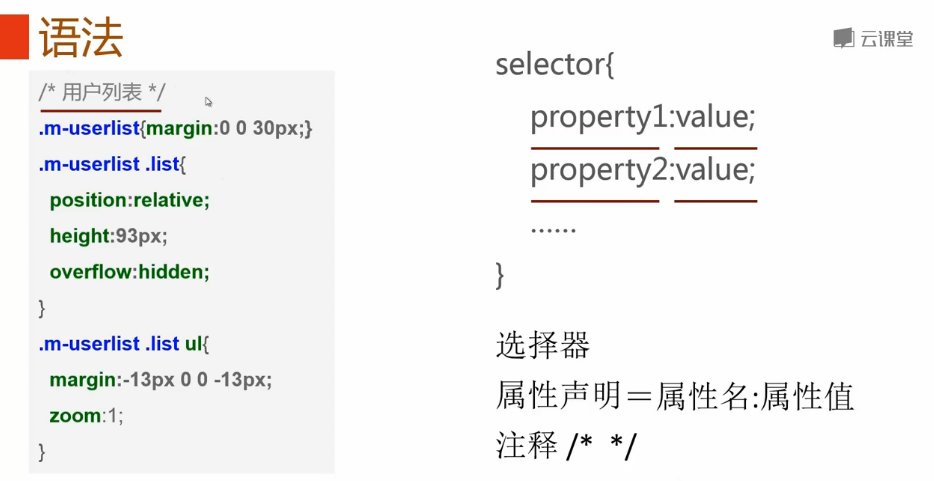 语法
云课堂
/* 用户列表 */
.m-userlist{margin:0 0 30px;}
.m-userlist .list{
position:relative;
height:93px;
overflow:hidden;
}
.m-userlist .list ul{
margin:-13px 0 0 -13px;
zoom:1;
}
selector{
property1:value;
property2:value;
......
}
选择器
属性声明=属性名:属性值
注释 /* */